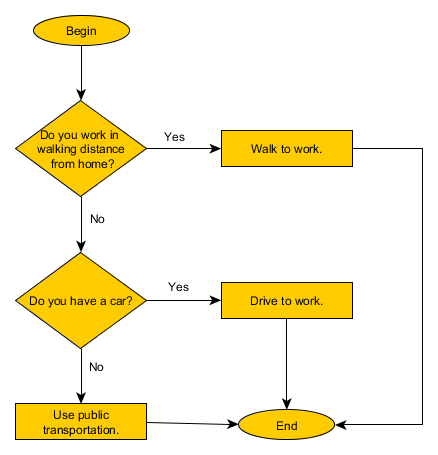 Begin
Do you work in
walking distance
from home?
Yes
Walk to work.
No
Do you have a car?
Yes
Drive to work.
No
Use public
transportation.
End